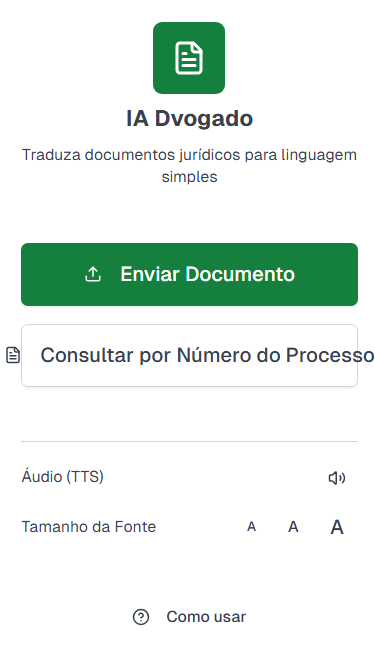 IA Dvogado
Traduza documentos jurídicos para linguagem
simples
Enviar Documento
Consultar por Número do Processo
Áudio (TTS)
Tamanho da Fonte A A A
Como usar